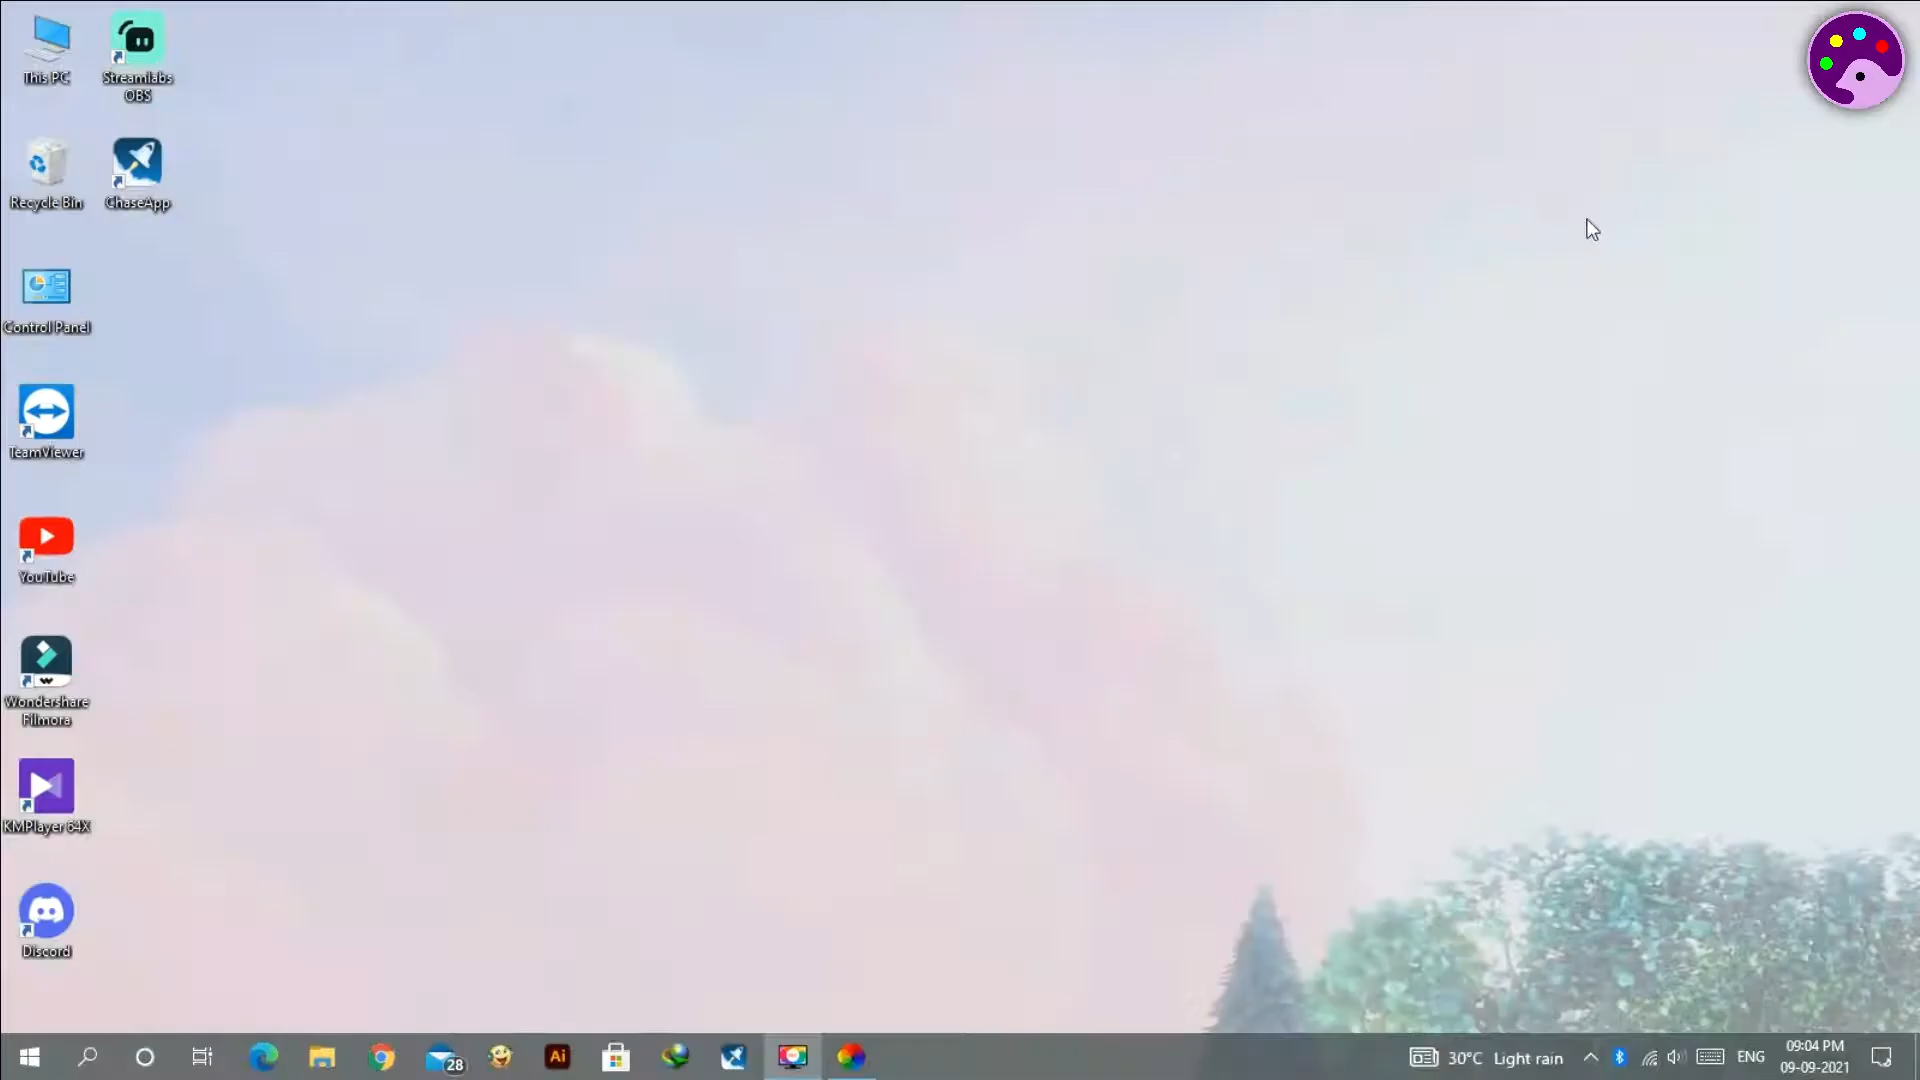 This PC
Streamlabs
OBS
Recycle Bin
ChaseApp
Control Panel
TeamViewer
YouTube
Wondershare
Filmora
KMPlayer 64X
Discord
28
Ai
30°C Light rain
ENG
09:04 PM
09-09-2021